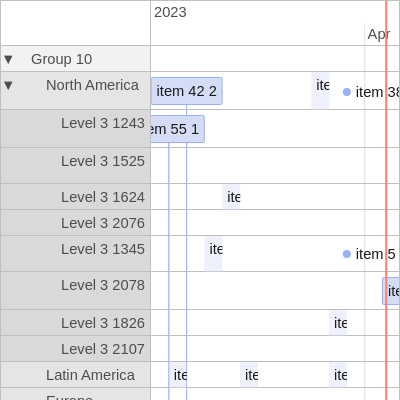 2023
Apr
▼ Group 10
▼ North America
item 42 2
ite
item 38
Level 3 1243
em 55 1
Level 3 1525
Level 3 1624
ite
Level 3 2076
Level 3 1345
ite
item 5
Level 3 2078
ite
Level 3 1826
ite
Level 3 2107
Latin America
ite
ite
ite
Europe